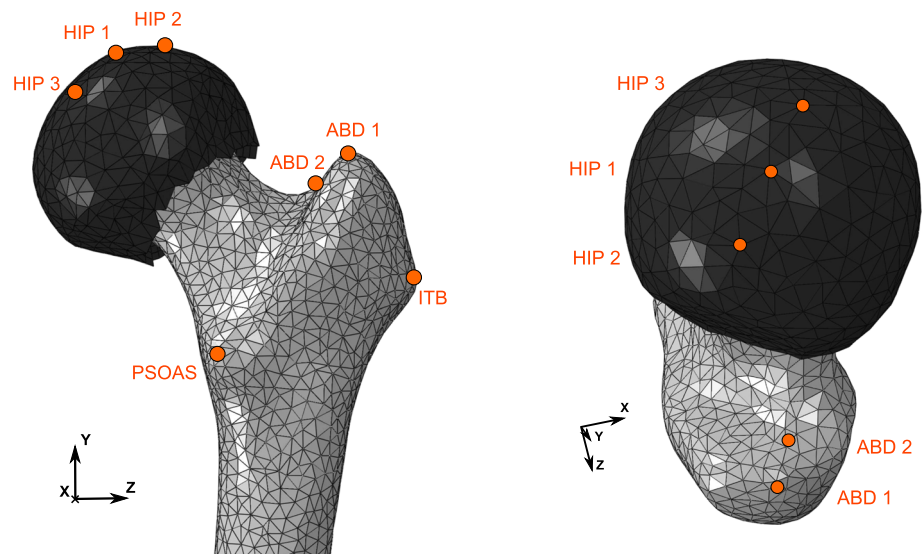 HIP 2
HIP 1
HIP 3
ABD 1
ABD 2
ITB
PSOAS
Y
X
Z
HIP 3
HIP 1
HIP 2
X
Y
Z
ABD 2
ABD 1